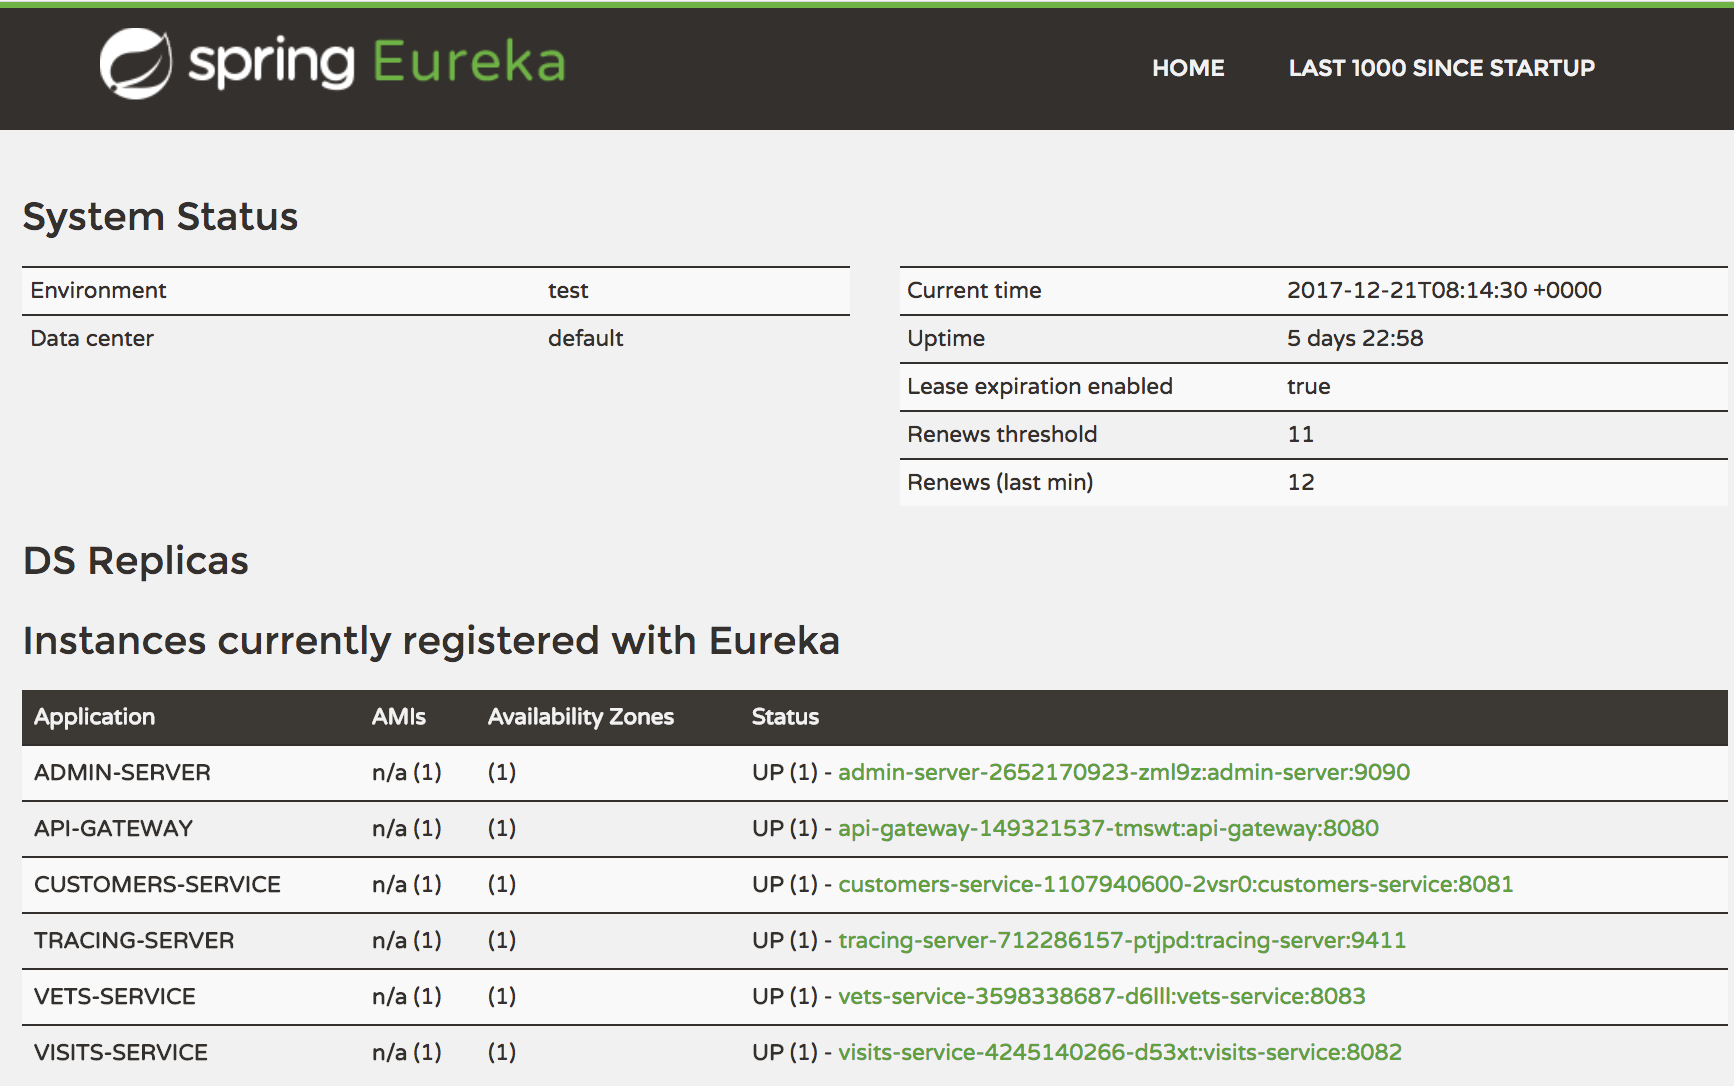 spring Eureka
HOME LAST 1000 SINCE STARTUP
System Status
Environment test
Data center default
Current time 2017-12-21T08:14:30 +0000
Uptime 5 days 22:58
Lease expiration enabled true
Renews threshold 11
Renews (last min) 12
DS Replicas
Instances currently registered with Eureka
Application AMIs Availability Zones Status
ADMIN-SERVER n/a (1) (1) UP (1) - admin-server-2652170923-zml9z:admin-server:9090
API-GATEWAY n/a (1) (1) UP (1) - api-gateway-149321537-tmswt:api-gateway:8080
CUSTOMERS-SERVICE n/a (1) (1) UP (1) - customers-service-1107940600-2vsr0:customers-service:8081
TRACING-SERVER n/a (1) (1) UP (1) - tracing-server-712286157-ptjpd:tracing-server:9411
VETS-SERVICE n/a (1) (1) UP (1) - vets-service-3598338687-d6lll:vets-service:8083
VISITS-SERVICE n/a (1) (1) UP (1) - visits-service-4245140266-d53xt:visits-service:8082